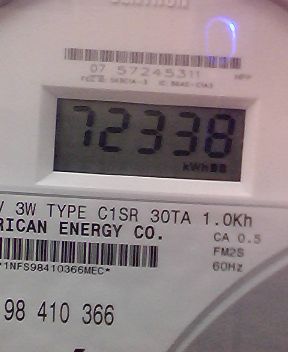 07 57245311
72338
kWh
V 3W TYPE C1SR 30TA 1.0Kh
RICAN ENERGY CO.
CA 0.5
FM2S
60Hz
*1NFS98410366MEC*
98 410 366